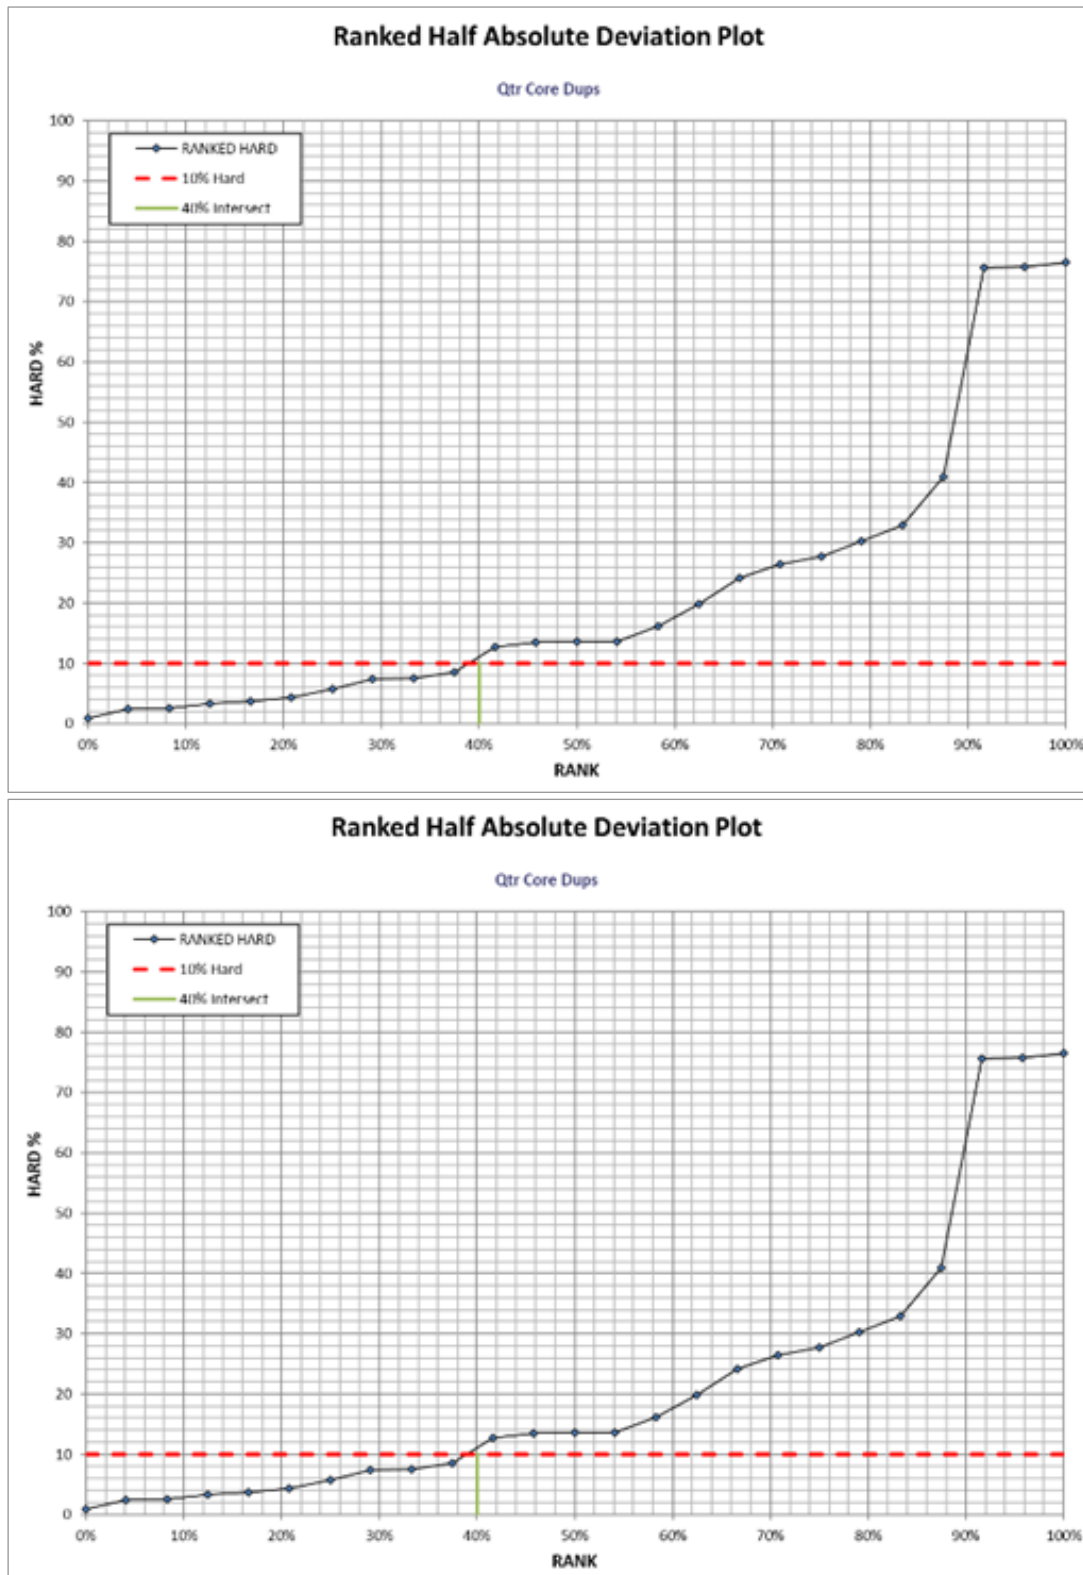 Ranked Half Absolute Deviation Plot
Qtr Core Dups
100
RANKED HARD
90
10% Hard
40% Intersect
80
70
60
HARD %
50
40
30
20
10
0
0% 10% 20% 30% 40% 50% 60% 70% 80% 90% 100%
RANK
Ranked Half Absolute Deviation Plot
Qtr Core Dups
100
RANKED HARD
90
10% Hard
40% Intersect
80
70
60
HARD %
50
40
30
20
10
0
0% 10% 20% 30% 40% 50% 60% 70% 80% 90% 100%
RANK